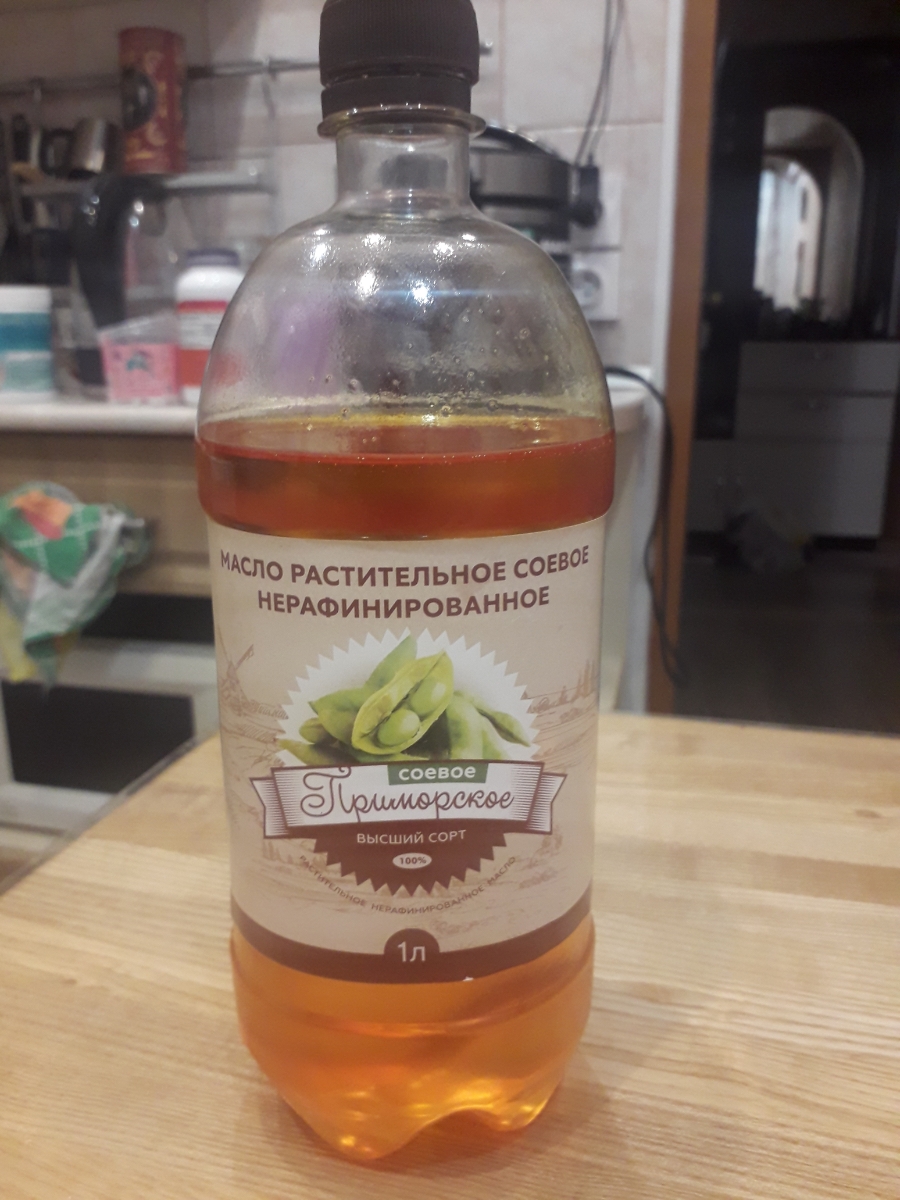 МАСЛО РАСТИТЕЛЬНОЕ СОЕВОЕ
НЕРАФИНИРОВАННОЕ
соевое
Приморское
ВЫСШИЙ СОРТ
100%
РАСТИТЕЛЬНОЕ НЕРАФИНИРОВАННОЕ МАСЛО
1л